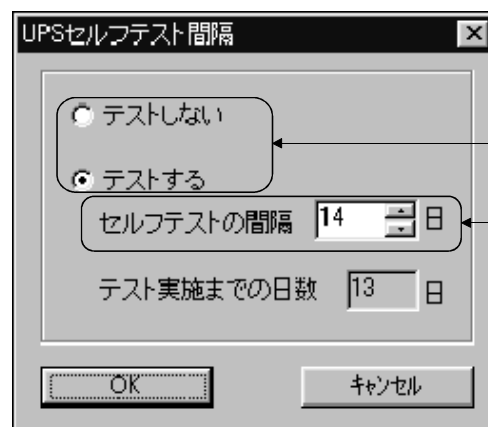 UPSセルフテスト間隔
テストしない
テストする
セルフテストの間隔 14 日
テスト実施までの日数 13 日
OK キャンセル